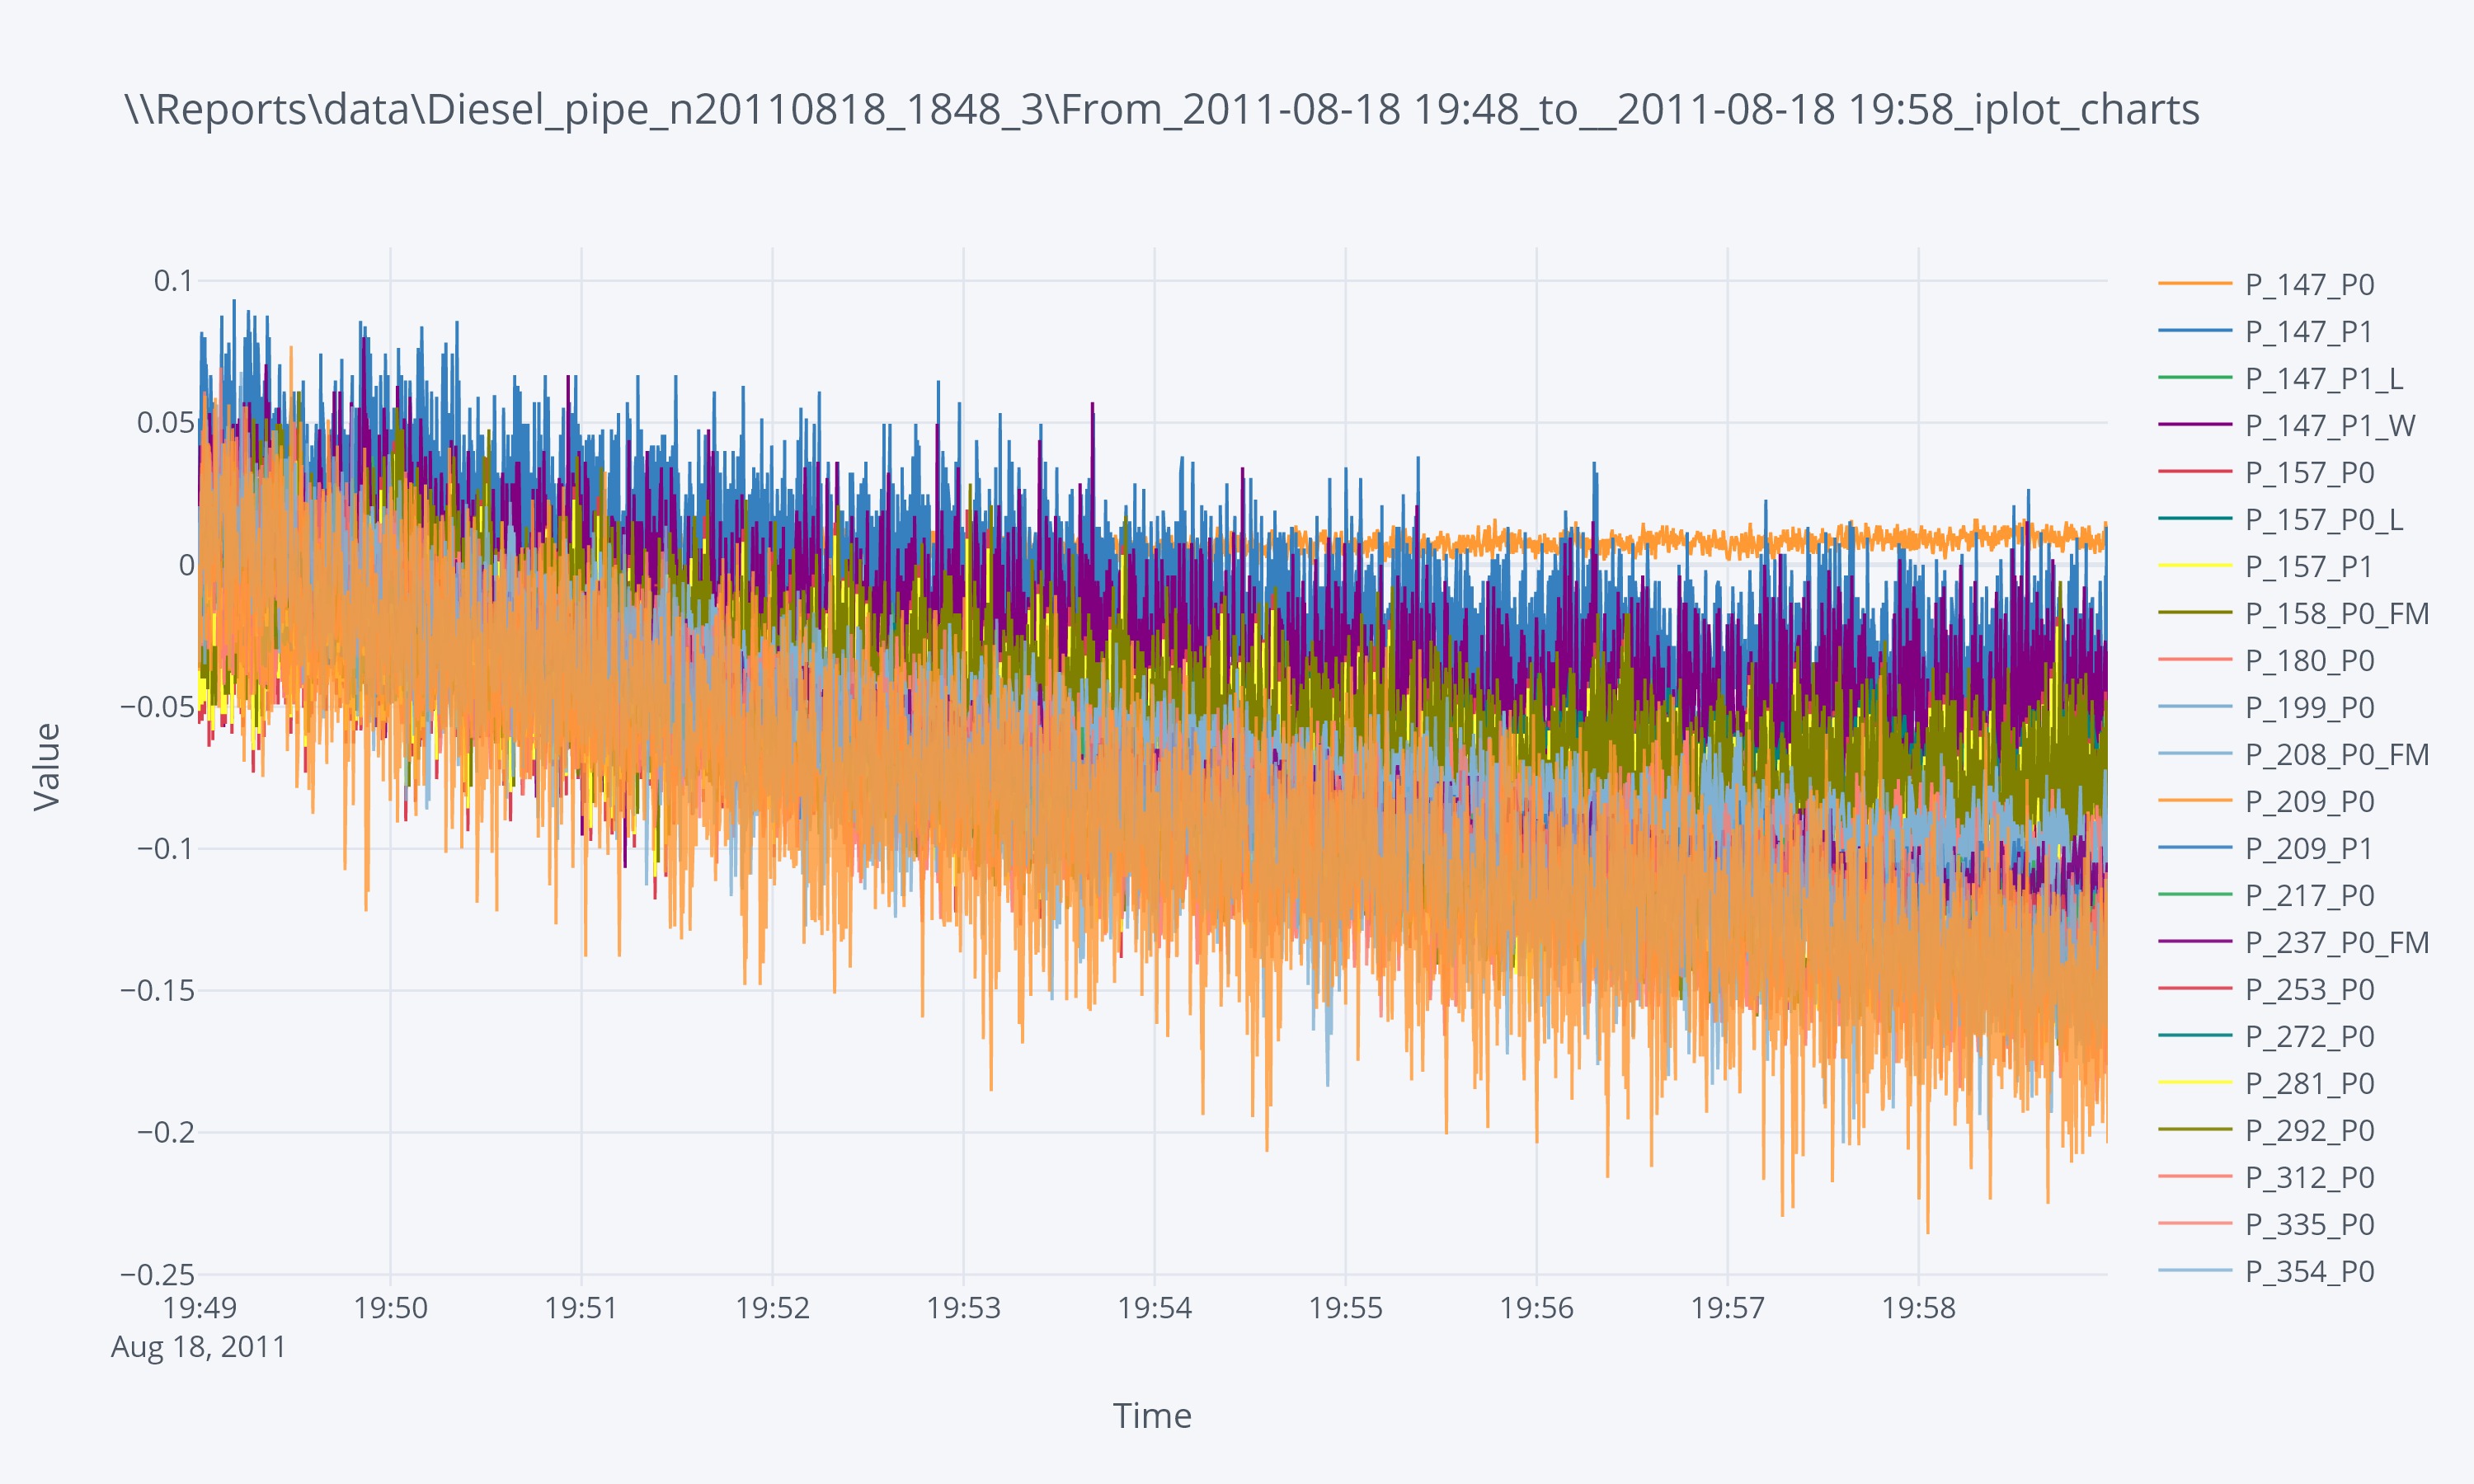 \\Reports\data\Diesel_pipe_n20110818_1848_3\From_2011-08-18 19:48_to__2011-08-18 19:58_iplot_charts
0.1
0.05
0
−0.05
−0.1
−0.15
−0.2
−0.25
Value
19:49 19:50 19:51 19:52 19:53 19:54 19:55 19:56 19:57 19:58
Aug 18, 2011
Time
P_147_P0
P_147_P1
P_147_P1_L
P_147_P1_W
P_157_P0
P_157_P0_L
P_157_P1
P_158_P0_FM
P_180_P0
P_199_P0
P_208_P0_FM
P_209_P0
P_209_P1
P_217_P0
P_237_P0_FM
P_253_P0
P_272_P0
P_281_P0
P_292_P0
P_312_P0
P_335_P0
P_354_P0